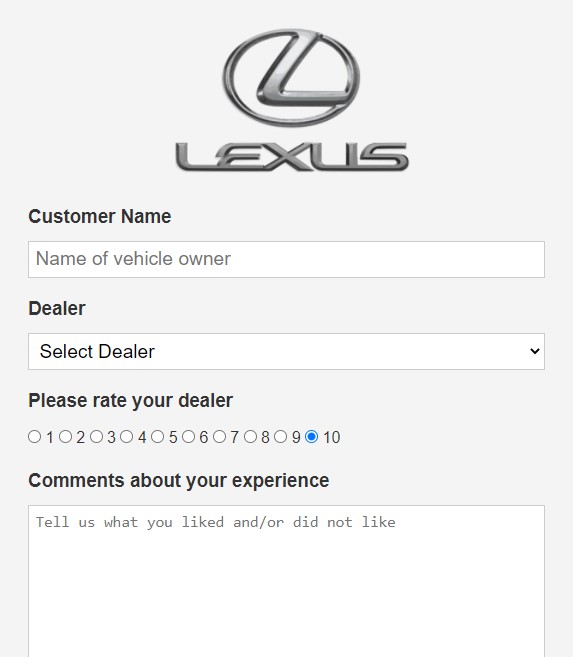 LEXUS
Customer Name
Name of vehicle owner
Dealer
Select Dealer
Please rate your dealer
1 2 3 4 5 6 7 8 9 10
Comments about your experience
Tell us what you liked and/or did not like